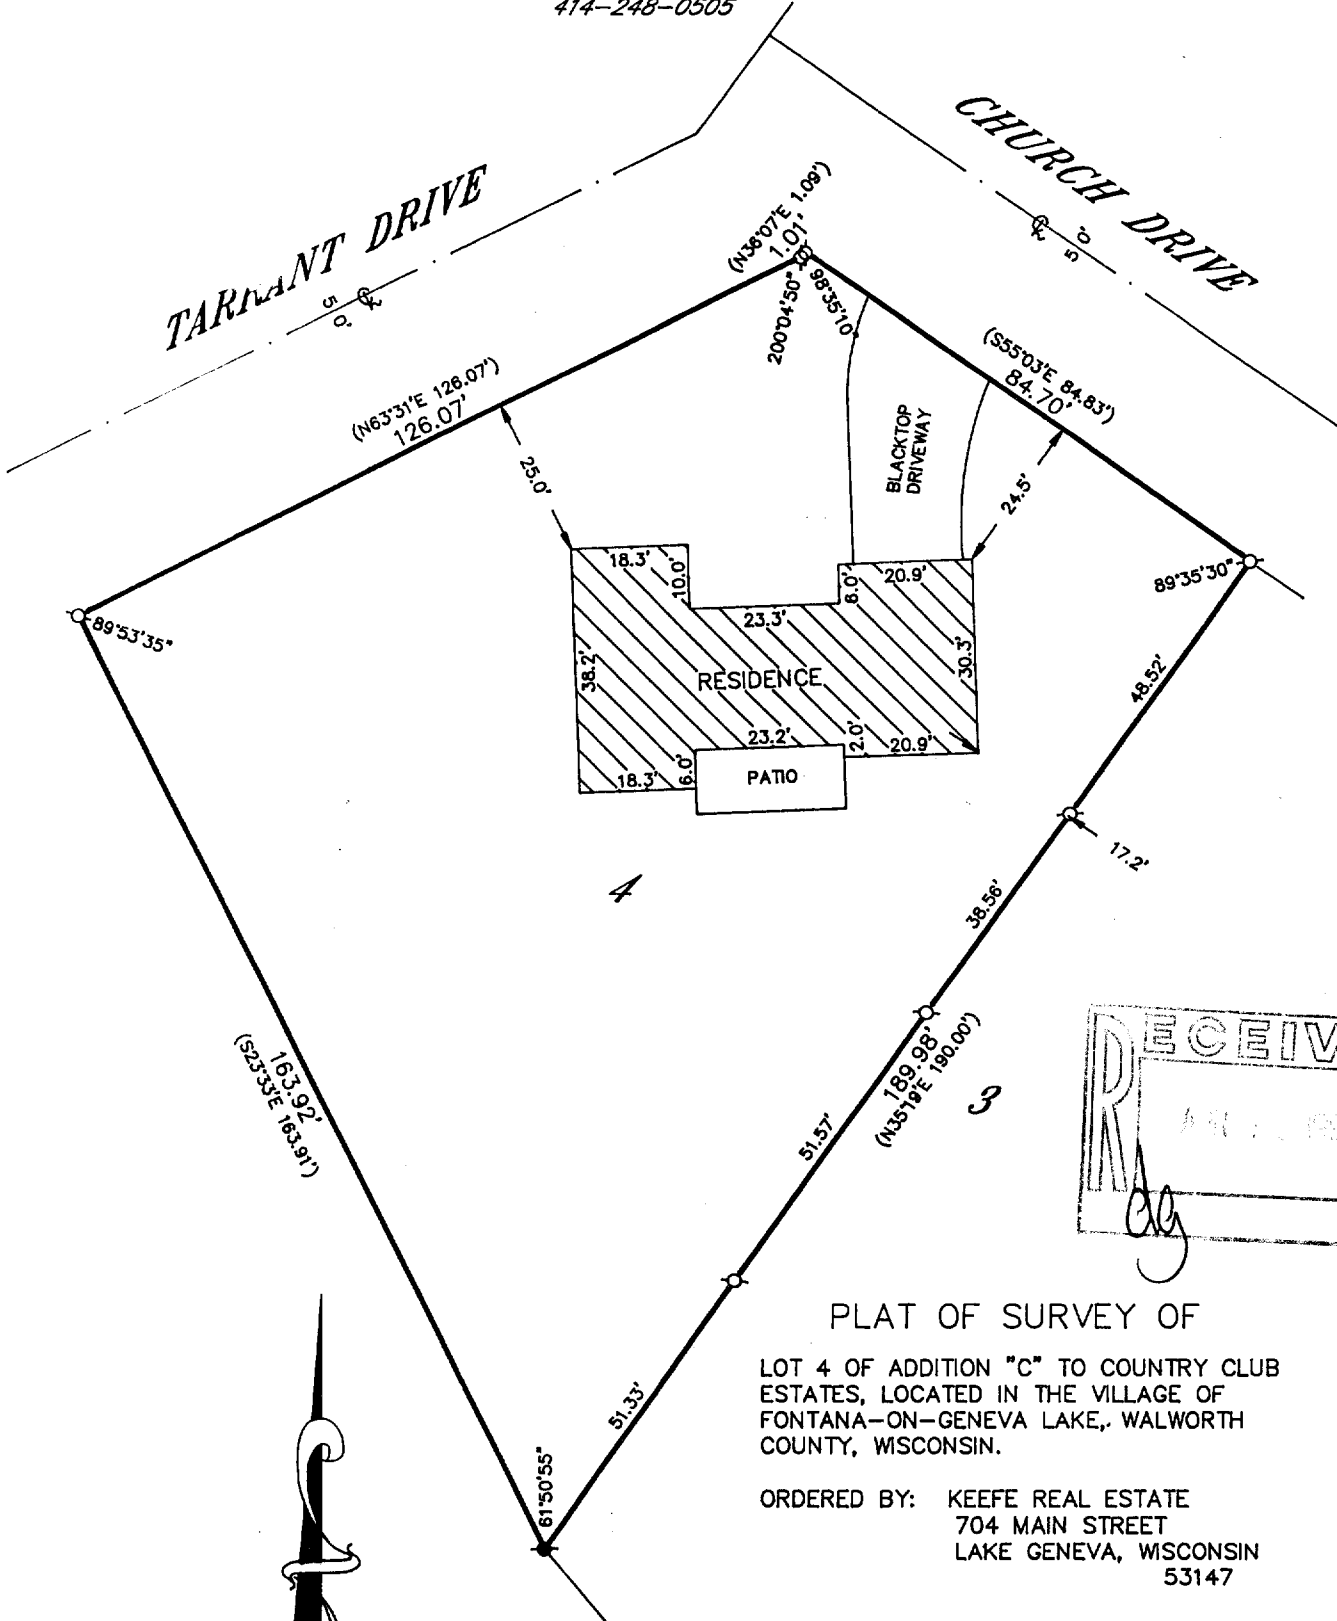 414-248-0505
CHURCH DRIVE
50'
TARRANT DRIVE
50'
(N36°07'E 1.09')
1.01'
200°04'50"
98°35'10"
(S55°03'E 84.83')
84.70'
(N63°31'E 126.07')
126.07'
25.0'
BLACKTOP
DRIVEWAY
24.5'
89°35'30"
89°53'35"
18.3'
10.0'
6.0'
20.9'
23.3'
38.2'
30.3'
RESIDENCE
23.2'
2.0'
20.9'
18.3'
6.0'
PATIO
48.52'
17.2'
38.56'
4
189.98'
(N35°19'E 190.00')
3
51.57'
163.92'
(S23°33'E 163.91')
RECEIV
dg
51.33'
61°50'55"
PLAT OF SURVEY OF
LOT 4 OF ADDITION "C" TO COUNTRY CLUB
ESTATES, LOCATED IN THE VILLAGE OF
FONTANA-ON-GENEVA LAKE, WALWORTH
COUNTY, WISCONSIN.
ORDERED BY: KEEFE REAL ESTATE
704 MAIN STREET
LAKE GENEVA, WISCONSIN
53147